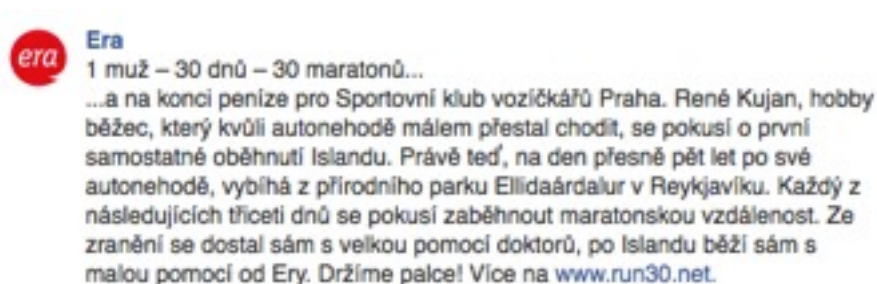 era
Era
1 muž – 30 dnů – 30 maratonů...
...a na konci peníze pro Sportovní klub vozíčkářů Praha. René Kujan, hobby
běžec, který kvůli autonehodě málem přestal chodit, se pokusí o první
samostatné oběhnutí Islandu. Právě teď, na den přesně pět let po své
autonehodě, vybíhá z přírodního parku Ellidaárdalur v Reykjavíku. Každý z
následujících třiceti dnů se pokusí zaběhnout maratonskou vzdálenost. Ze
zranění se dostal sám s velkou pomocí doktorů, po Islandu běží sám s
malou pomocí od Ery. Držíme palce! Více na www.run30.net.